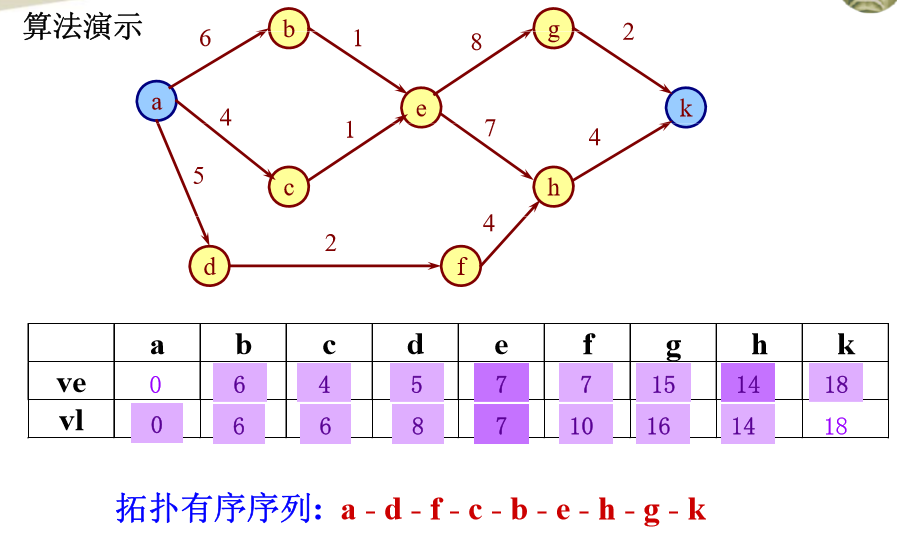 算法演示
6 b 1 8 g 2
a 4 1 e 7 4 k
5 c h
2 4
d f
a b c d e f g h k
ve 0 6 4 5 7 7 15 14 18
vl 0 6 6 8 7 10 16 14 18
拓扑有序序列: a - d - f - c - b - e - h - g - k